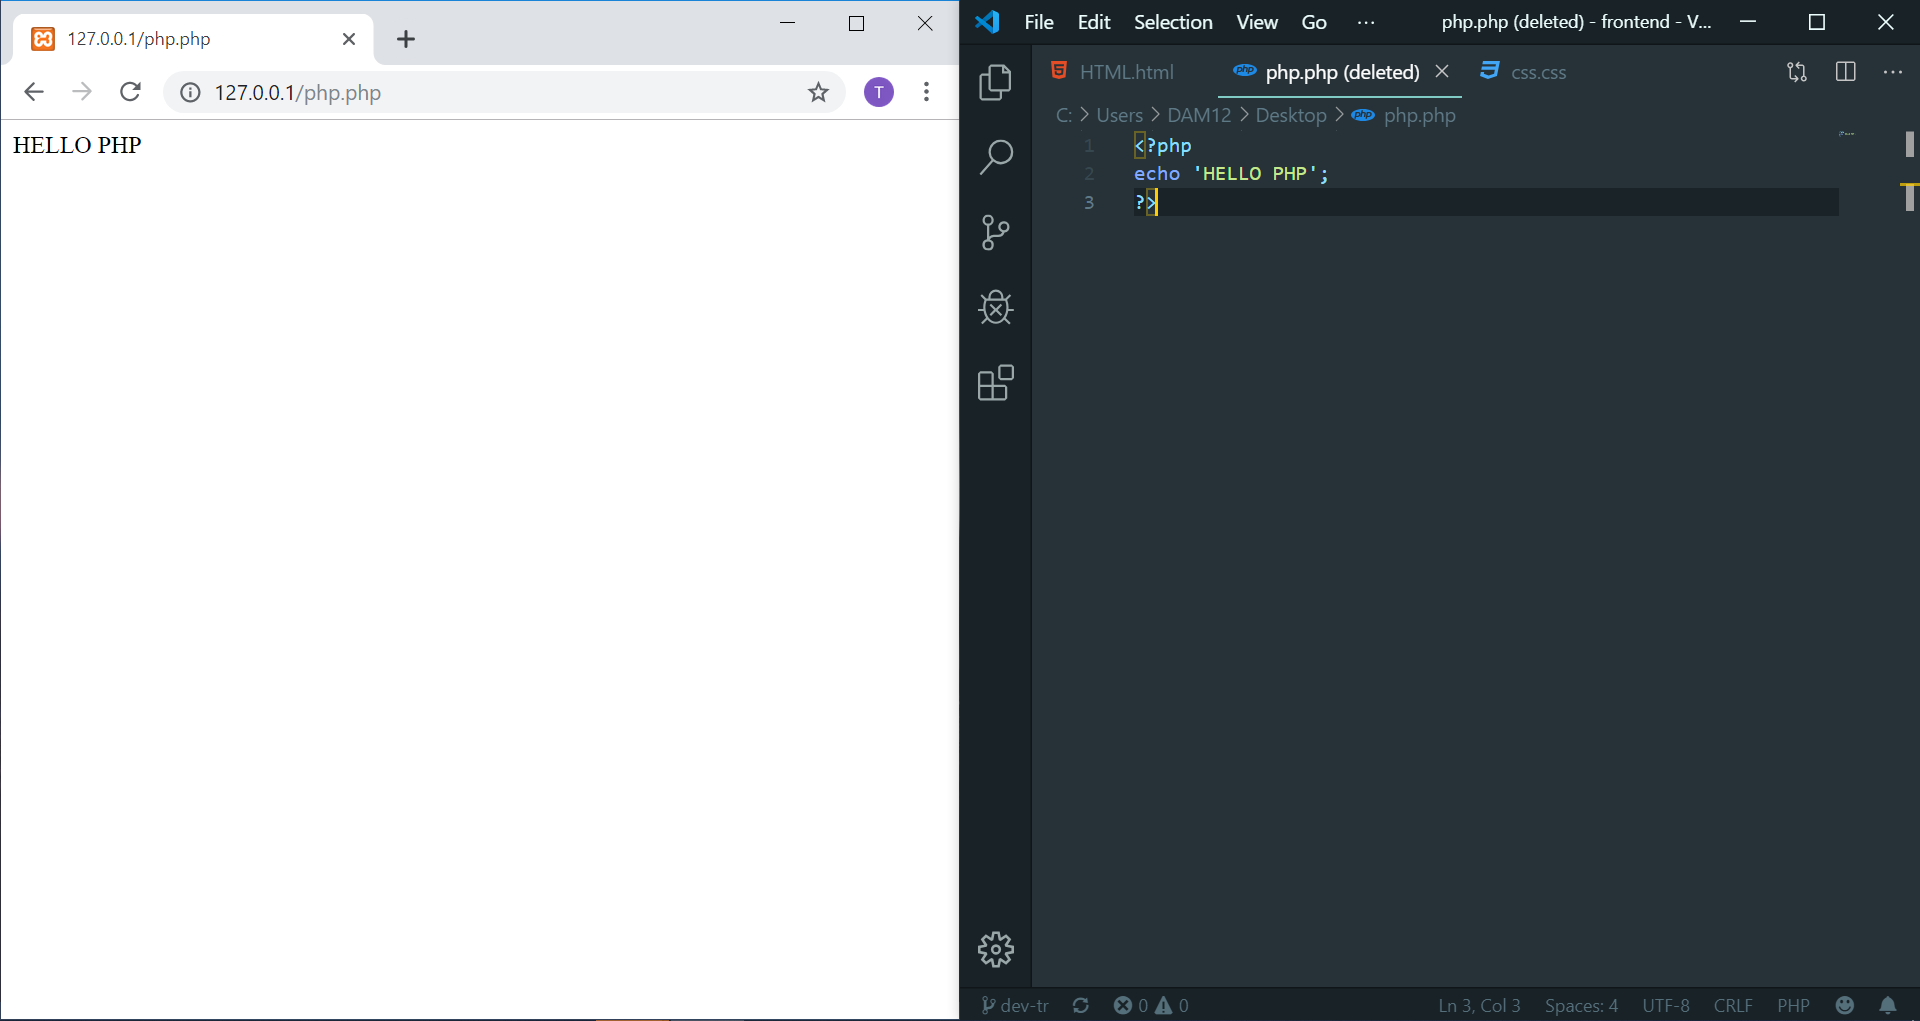 127.0.0.1/php.php
127.0.0.1/php.php
T
HELLO PHP
File Edit Selection View Go ··· php.php (deleted) - frontend - V...
HTML.html php php.php (deleted) css.css ···
C: > Users > DAM12 > Desktop > php php.php
1 <?php
2 echo 'HELLO PHP';
3 ?>
dev-tr 0 0 Ln 3, Col 3 Spaces: 4 UTF-8 CRLF PHP